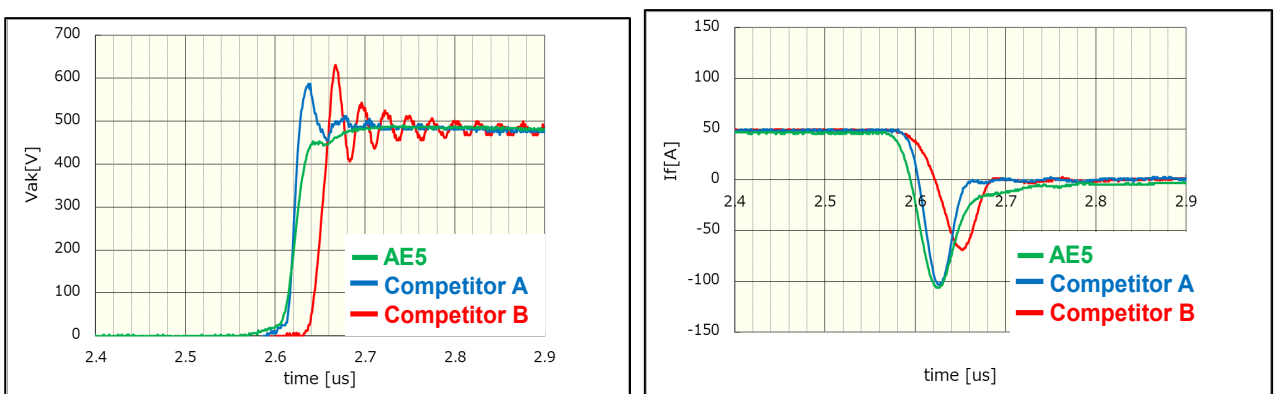 700
600
500
400
300
200
100
0
Vak[V]
2.4 2.5 2.6 2.7 2.8 2.9
time [us]
AE5
Competitor A
Competitor B
150
100
50
0
-50
-100
-150
If[A]
2.4 2.5 2.6 2.7 2.8 2.9
time [us]
AE5
Competitor A
Competitor B